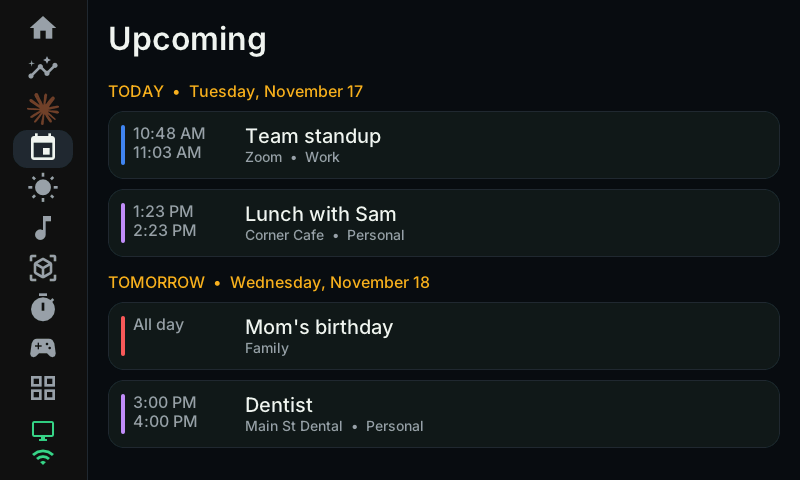 Upcoming
TODAY • Tuesday, November 17
10:48 AM
11:03 AM
Team standup
Zoom • Work
1:23 PM
2:23 PM
Lunch with Sam
Corner Cafe • Personal
TOMORROW • Wednesday, November 18
All day
Mom's birthday
Family
3:00 PM
4:00 PM
Dentist
Main St Dental • Personal